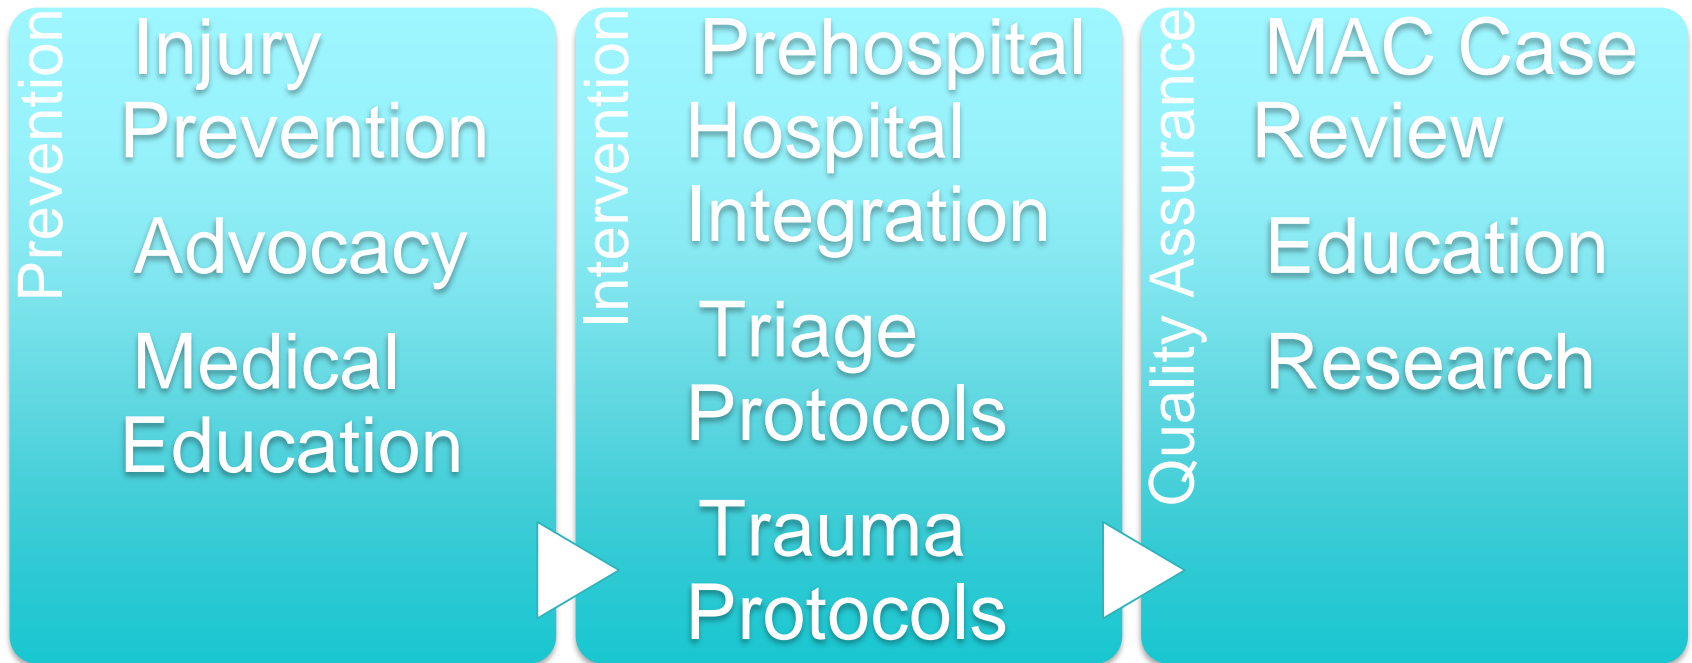 Prevention
Injury
Prevention
Advocacy
Medical
Education
Intervention
Prehospital
Hospital
Integration
Triage
Protocols
Trauma
Protocols
Quality Assurance
MAC Case
Review
Education
Research